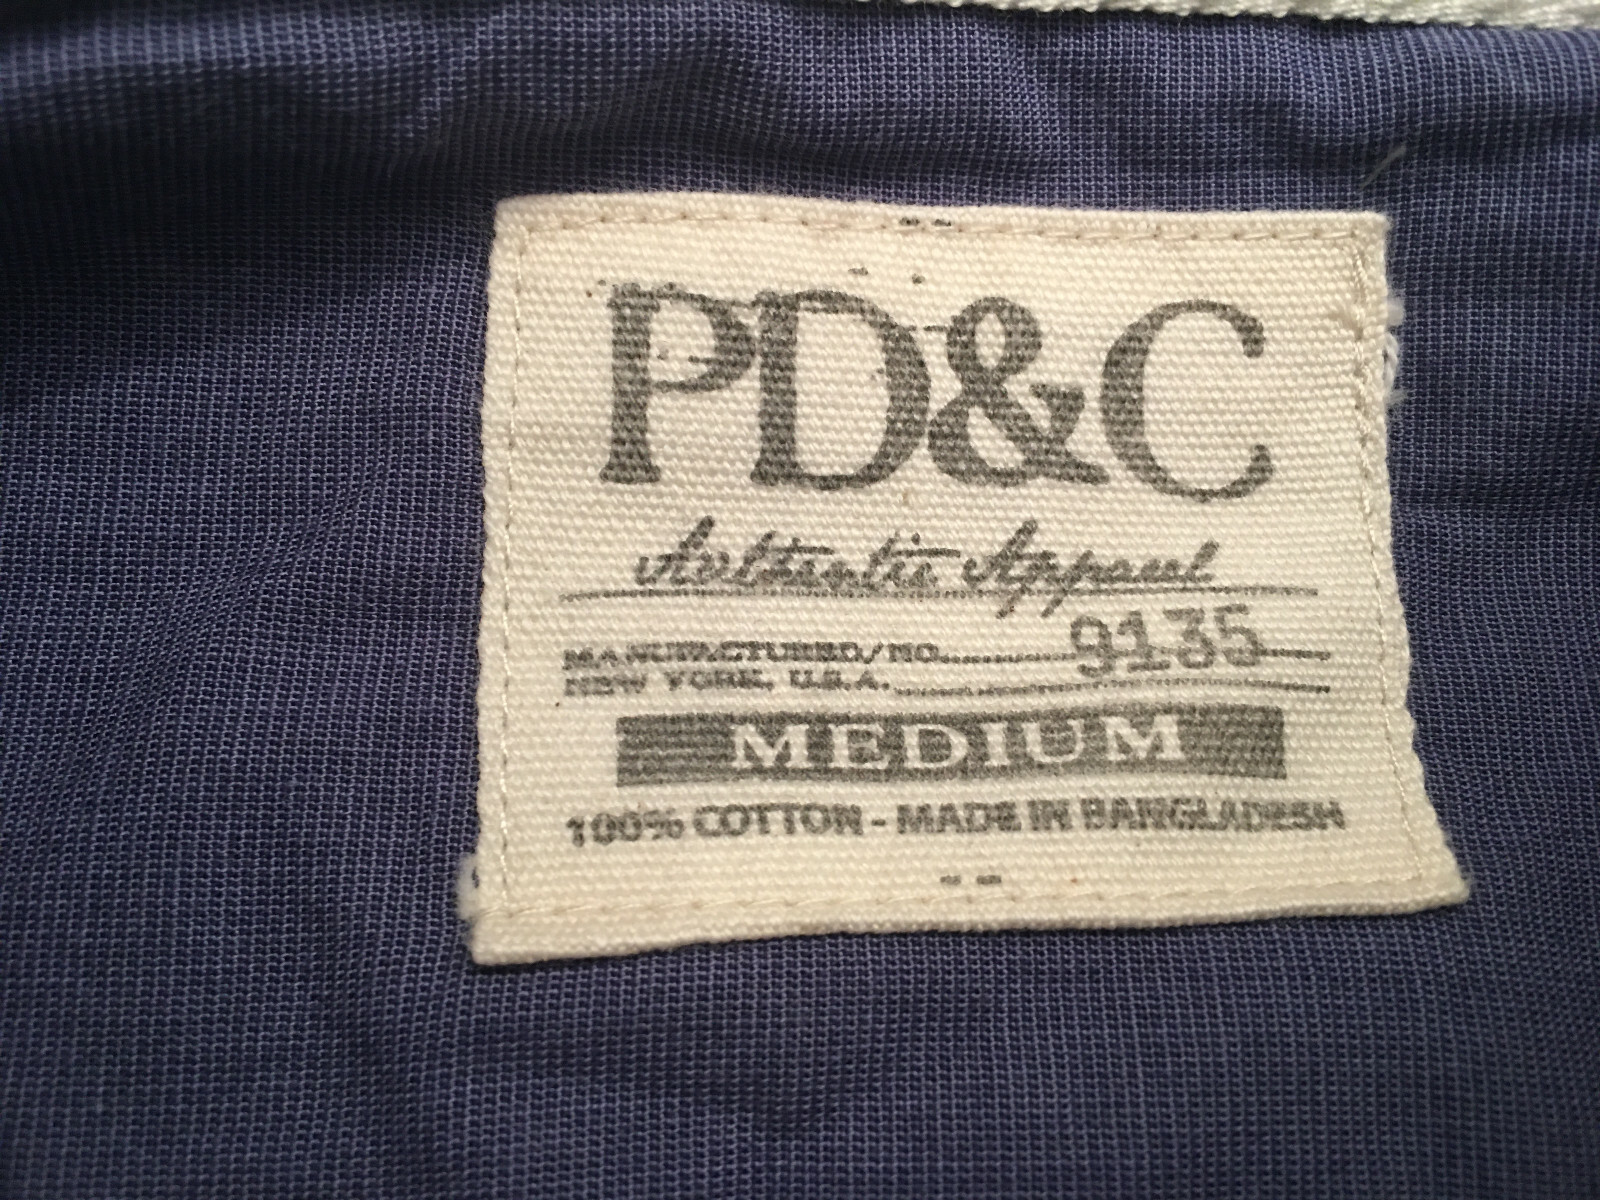 PD&C
Authentic Apparel
MANUFACTURED/NO. 9135
NEW YORK, U.S.A.
MEDIUM
100% COTTON - MADE IN BANGLADESH